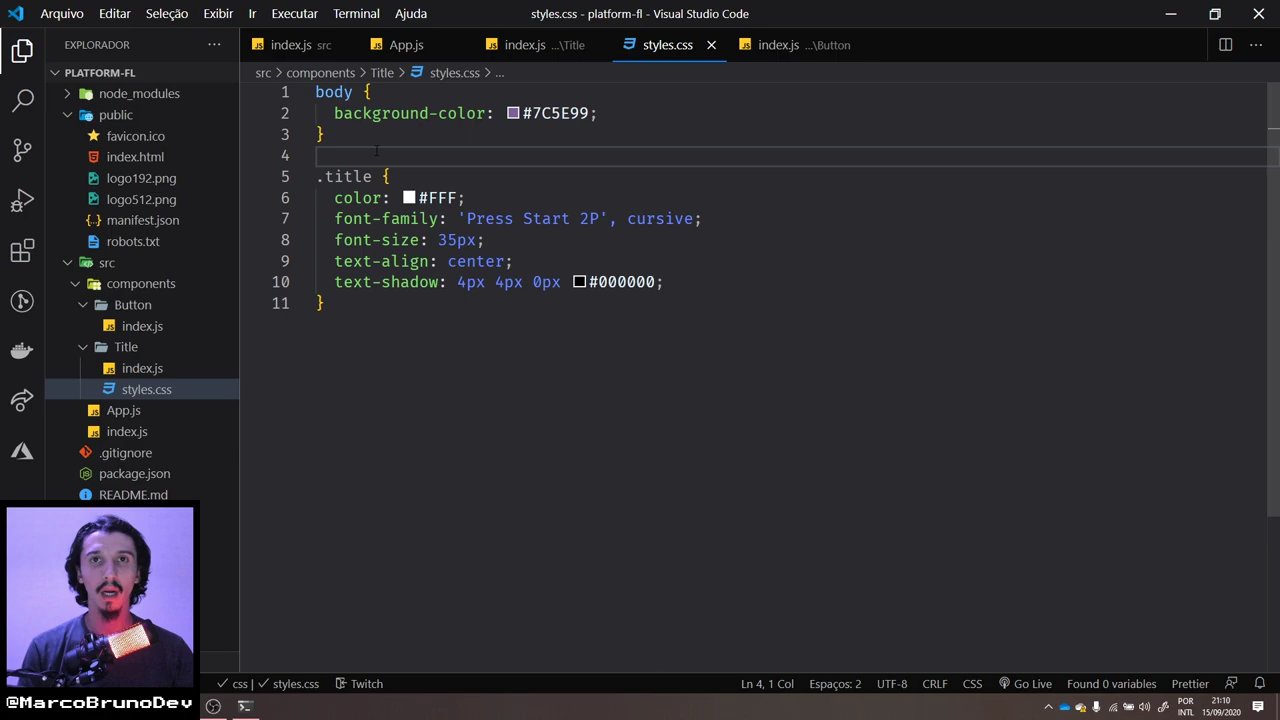 Arquivo Editar Seleção Exibir Ir Executar Terminal Ajuda styles.css - platform-fl - Visual Studio Code
EXPLORADOR ...
index.js src App.js index.js ...\Title styles.css index.js ...\Button
PLATFORM-FL
src > components > Title > styles.css > ...
node_modules
public
favicon.ico
index.html
logo192.png
logo512.png
manifest.json
robots.txt
src
components
Button
index.js
Title
index.js
styles.css
App.js
index.js
.gitignore
package.json
README.md
1 body {
2 background-color: #7C5E99;
3 }
4
5 .title {
6 color: #FFF;
7 font-family: 'Press Start 2P', cursive;
8 font-size: 35px;
9 text-align: center;
10 text-shadow: 4px 4px 0px #000000;
11 }
css styles.css Twitch Ln 4, 1 Col Espaços: 2 UTF-8 CRLF CSS Go Live Found 0 variables Prettier
@MarcoBrunoDev
POR
INTL
21:10
15/09/2020